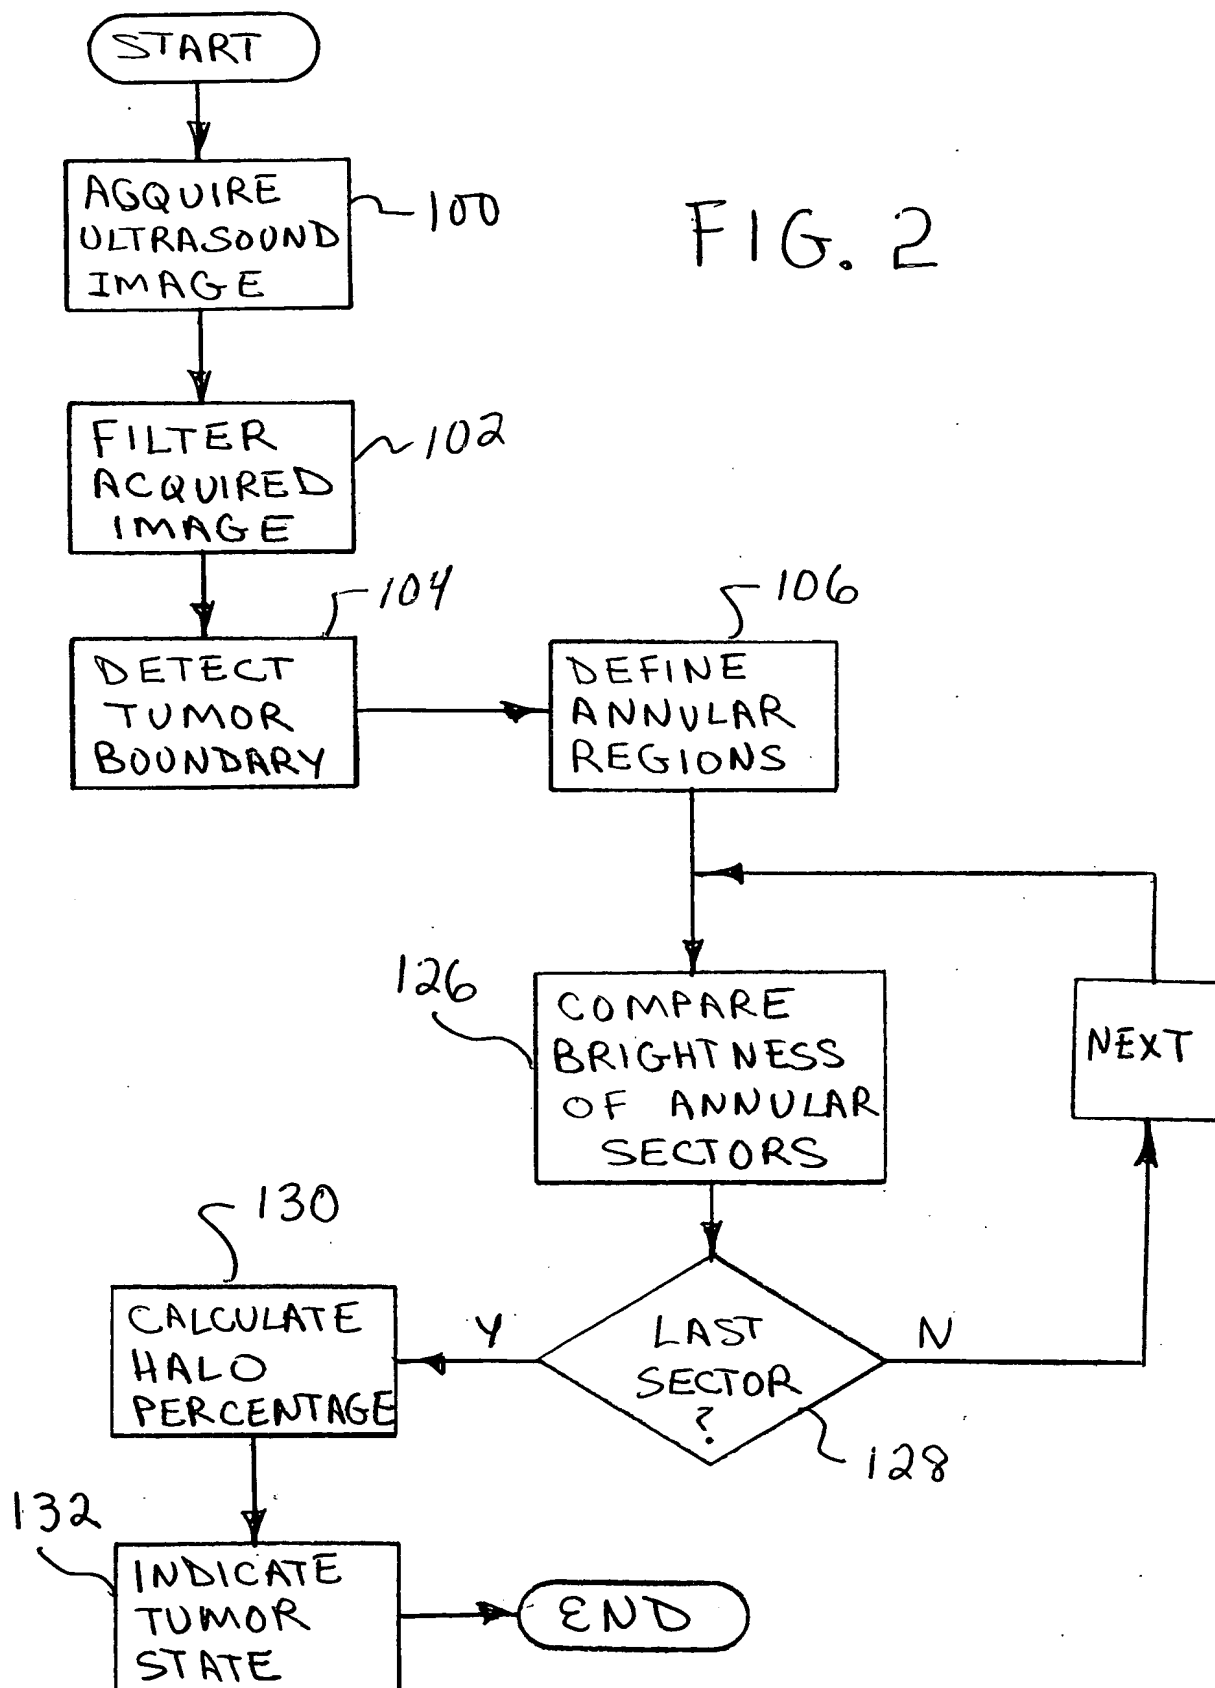 START
AGQUIRE
ULTRASOUND
IMAGE
100
FIG. 2
FILTER
ACQUIRED
IMAGE
102
DETECT
TUMOR
BOUNDARY
104
DEFINE
ANNULAR
REGIONS
106
COMPARE
BRIGHTNESS
OF ANNULAR
SECTORS
126
NEXT
LAST
SECTOR
?
128
Y
N
CALCULATE
HALO
PERCENTAGE
130
INDICATE
TUMOR
STATE
132
END